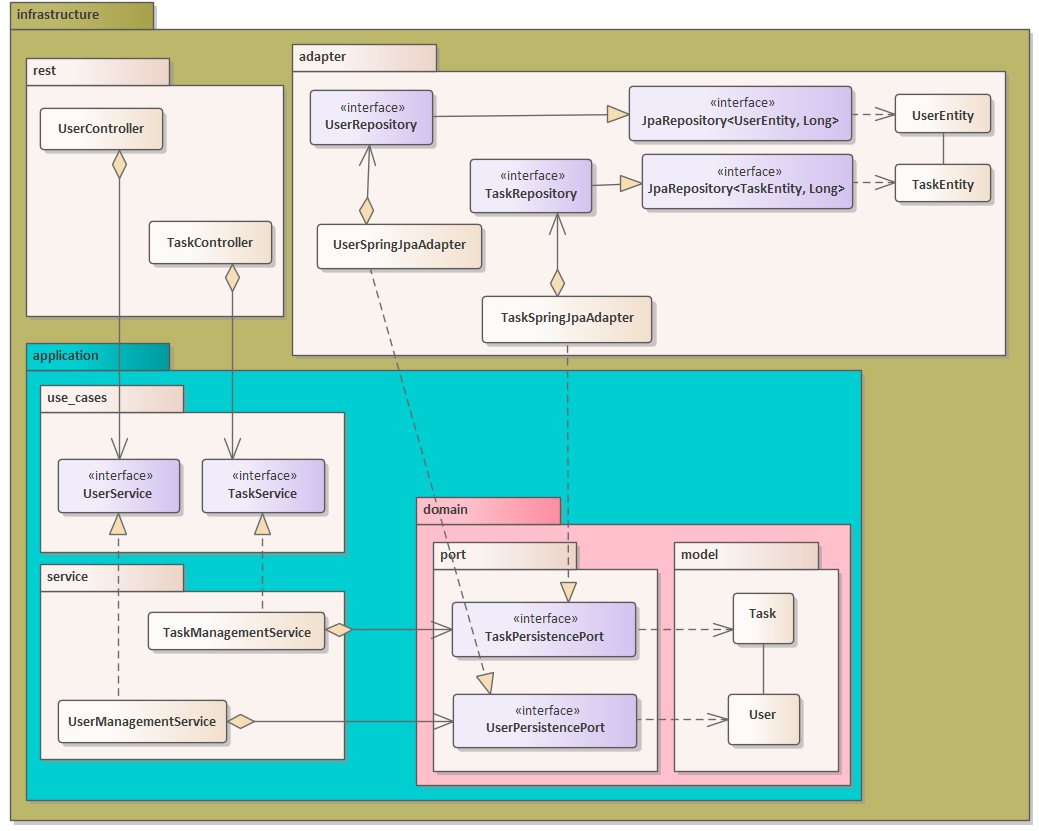 infrastructure
rest
UserController
TaskController
adapter
«interface»
UserRepository
«interface»
JpaRepository<UserEntity, Long>
UserEntity
«interface»
TaskRepository
«interface»
JpaRepository<TaskEntity, Long>
TaskEntity
UserSpringJpaAdapter
TaskSpringJpaAdapter
application
use_cases
«interface»
UserService
«interface»
TaskService
service
TaskManagementService
UserManagementService
domain
port
«interface»
TaskPersistencePort
«interface»
UserPersistencePort
model
Task
User